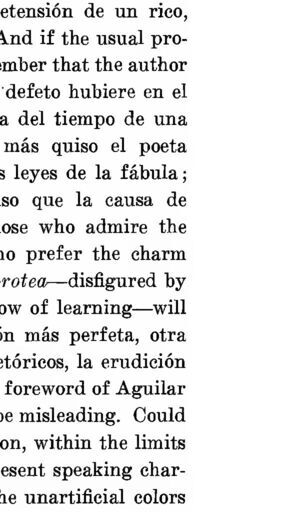 etensión de un rico,
And if the usual pro-
ember that the author
defeto hubiere en el
a del tiempo de una
más quiso el poeta
s leyes de la fábula;
so que la causa de
ose who admire the
no prefer the charm
rotea—disfigured by
ow of learning—will
ón más perfeta, otra
etóricos, la erudición
foreword of Aguilar
be misleading. Could
on, within the limits
esent speaking char-
he unartificial colors